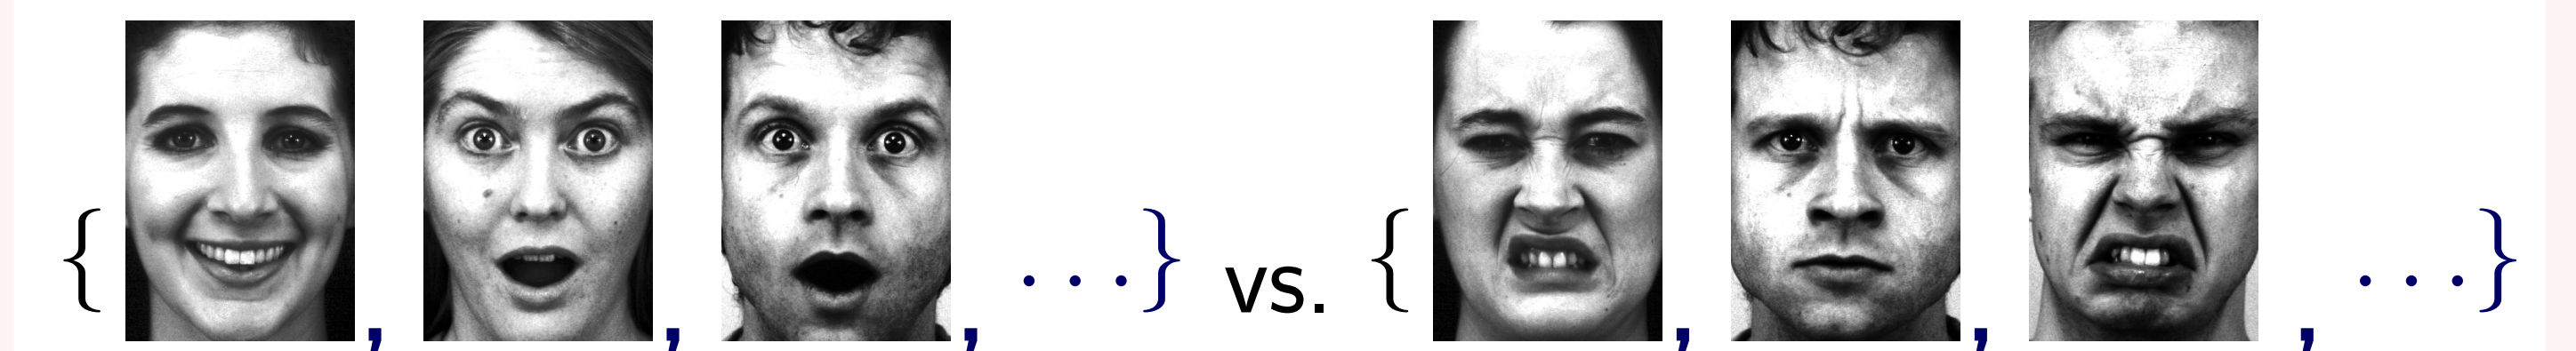 { , , , ...} vs. { , , , ...}